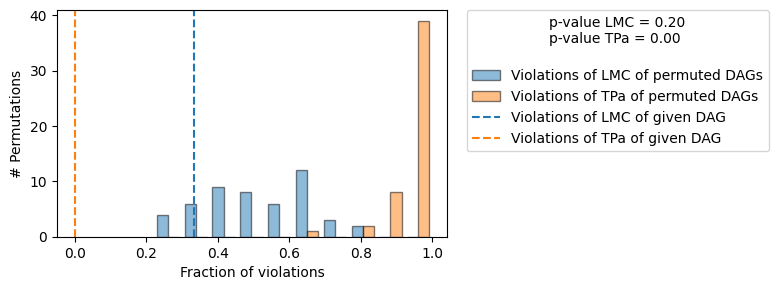 p-value LMC = 0.20
p-value TPa = 0.00
Violations of LMC of permuted DAGs
Violations of TPa of permuted DAGs
Violations of LMC of given DAG
Violations of TPa of given DAG
# Permutations
40
30
20
10
0
0.0 0.2 0.4 0.6 0.8 1.0
Fraction of violations